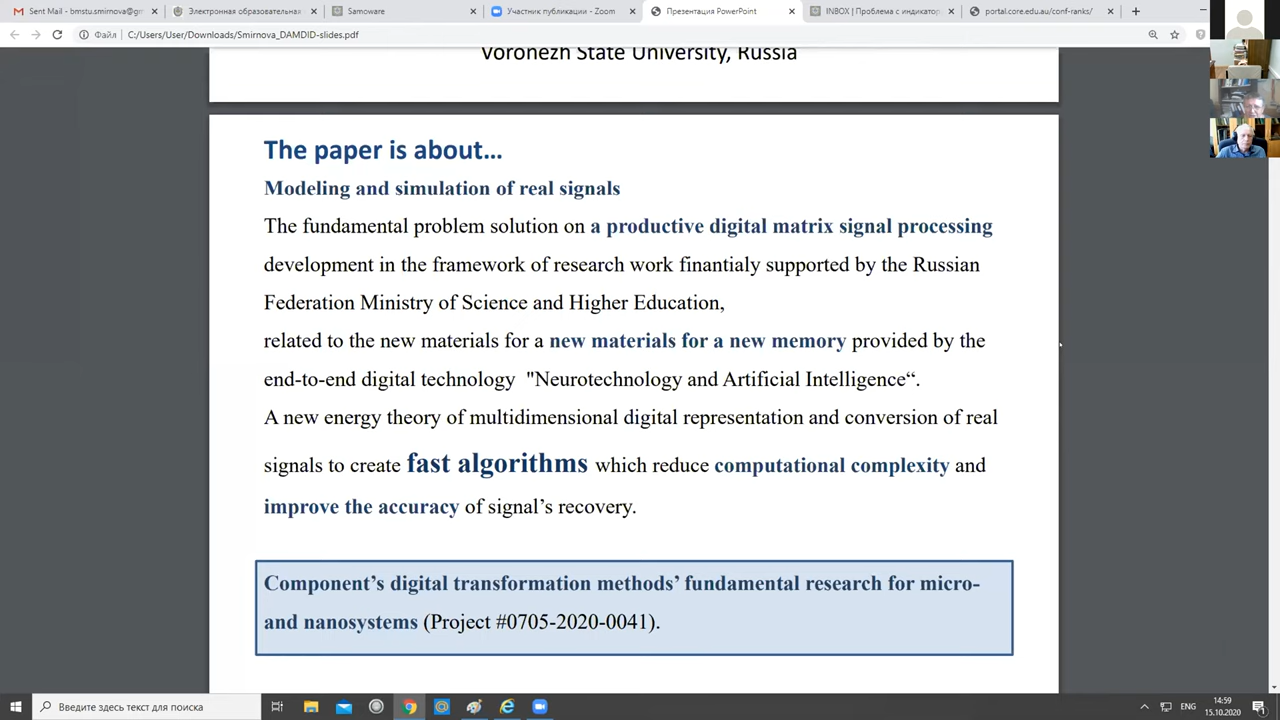 Sent Mail - bmstu.smirnova@gm
Электронная образовательная
Samoware
Участник публикации - Zoom
Презентация PowerPoint
INBOX | Проблема с индикатор
portal.core.edu.au/conf-ranks/
Файл
C:/Users/User/Downloads/Smirnova_DAMDID-slides.pdf
Voronezh State University, Russia
The paper is about…
Modeling and simulation of real signals
The fundamental problem solution on a productive digital matrix signal processing
development in the framework of research work finantialy supported by the Russian
Federation Ministry of Science and Higher Education,
related to the new materials for a new materials for a new memory provided by the
end-to-end digital technology "Neurotechnology and Artificial Intelligence“.
A new energy theory of multidimensional digital representation and conversion of real
signals to create fast algorithms which reduce computational complexity and
improve the accuracy of signal’s recovery.
Component’s digital transformation methods’ fundamental research for micro-
and nanosystems (Project #0705-2020-0041).
Введите здесь текст для поиска
ENG
14:59
15.10.2020
1